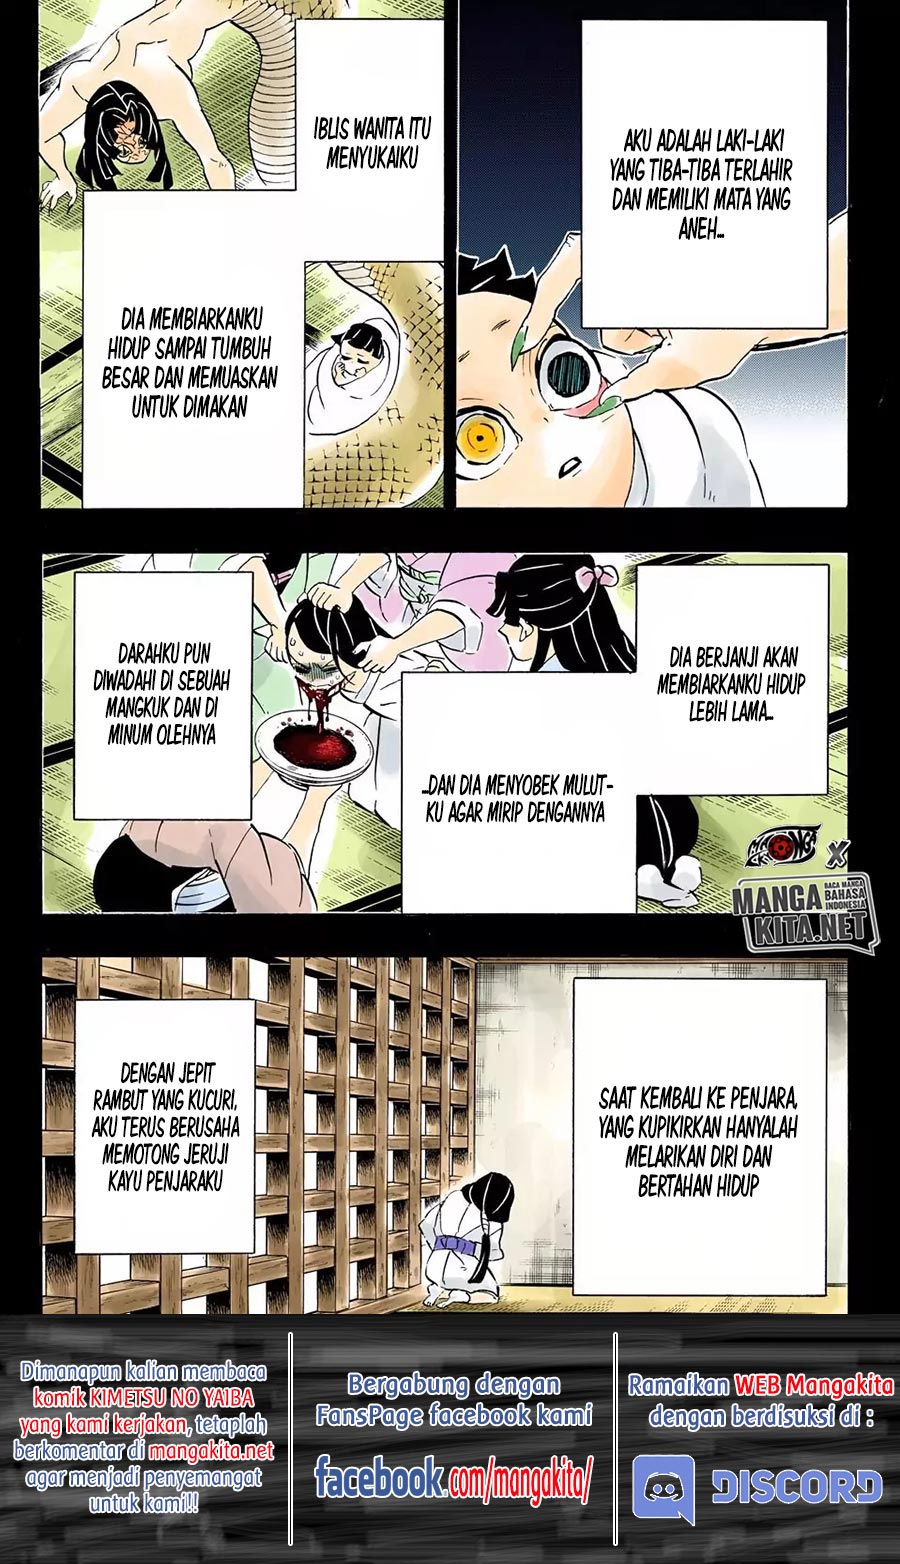 AKU ADALAH LAKI-LAKI
YANG TIBA-TIBA TERLAHIR
DAN MEMILIKI MATA YANG
ANEH...
IBLIS WANITA ITU
MENYUKAIKU
DIA MEMBIARKANKU
HIDUP SAMPAI TUMBUH
BESAR DAN MEMUASKAN
UNTUK DIMAKAN
DIA BERJANJI AKAN
MEMBIARKANKU HIDUP
LEBIH LAMA...
...DAN DIA MENYOBEK MULUT-
KU AGAR MIRIP DENGANNYA
DARAHKU PUN
DIWADAHI DI SEBUAH
MANGKUK DAN DI
MINUM OLEHNYA
X
MANGA
BACA MANGA
BAHASA
INDONESIA
KITA.NET
SAAT KEMBALI KE PENJARA,
YANG KUPIKIRKAN HANYALAH
MELARIKAN DIRI DAN
BERTAHAN HIDUP
DENGAN JEPIT
RAMBUT YANG KUCURI,
AKU TERUS BERUSAHA
MEMOTONG JERUJI
KAYU PENJARAKU
Dimanapun kalian membaca
komik KIMETSU NO YAIBA
yang kami kerjakan, tetaplah
berkomentar di mangakita.net
agar menjadi penyemangat
untuk kami!!
Bergabung dengan
FansPage facebook kami
facebook.com/mangakita/
Ramaikan WEB Mangakita
dengan berdisuksi di :
DISCORD